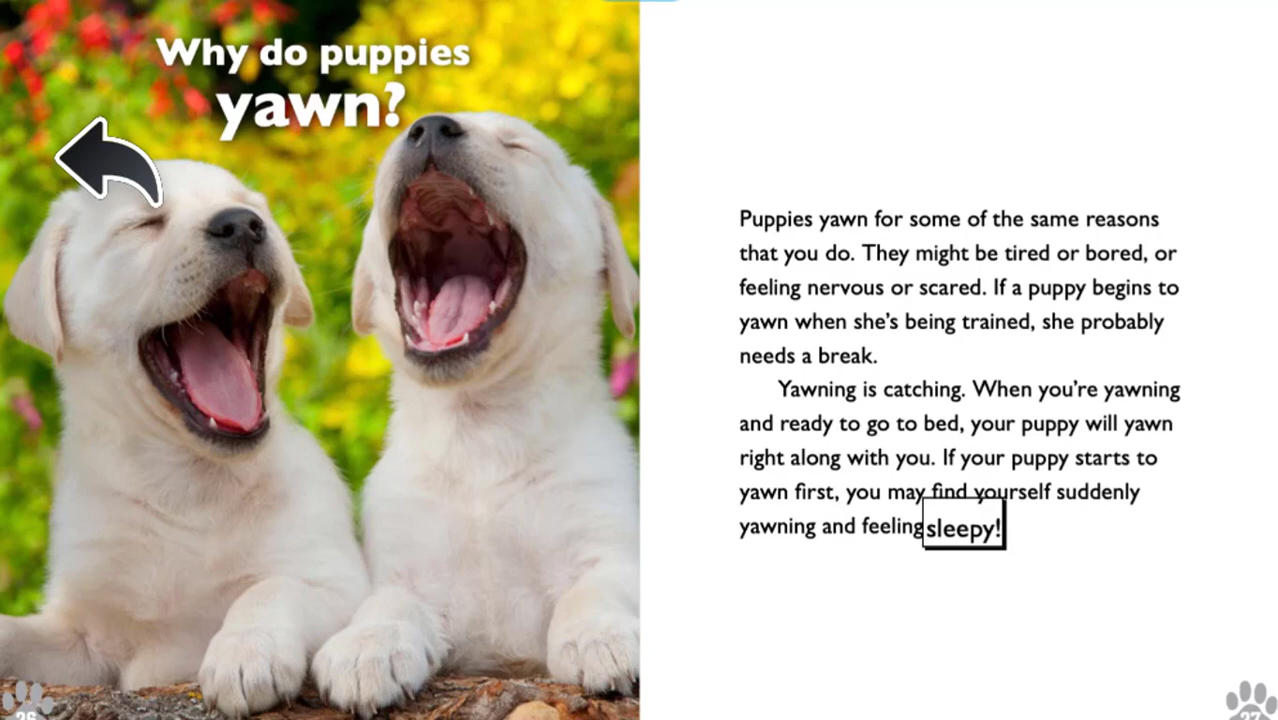 Why do puppies
yawn?
Puppies yawn for some of the same reasons
that you do. They might be tired or bored, or
feeling nervous or scared. If a puppy begins to
yawn when she's being trained, she probably
needs a break.
Yawning is catching. When you're yawning
and ready to go to bed, your puppy will yawn
right along with you. If your puppy starts to
yawn first, you may find yourself suddenly
yawning and feeling sleepy!
26
27